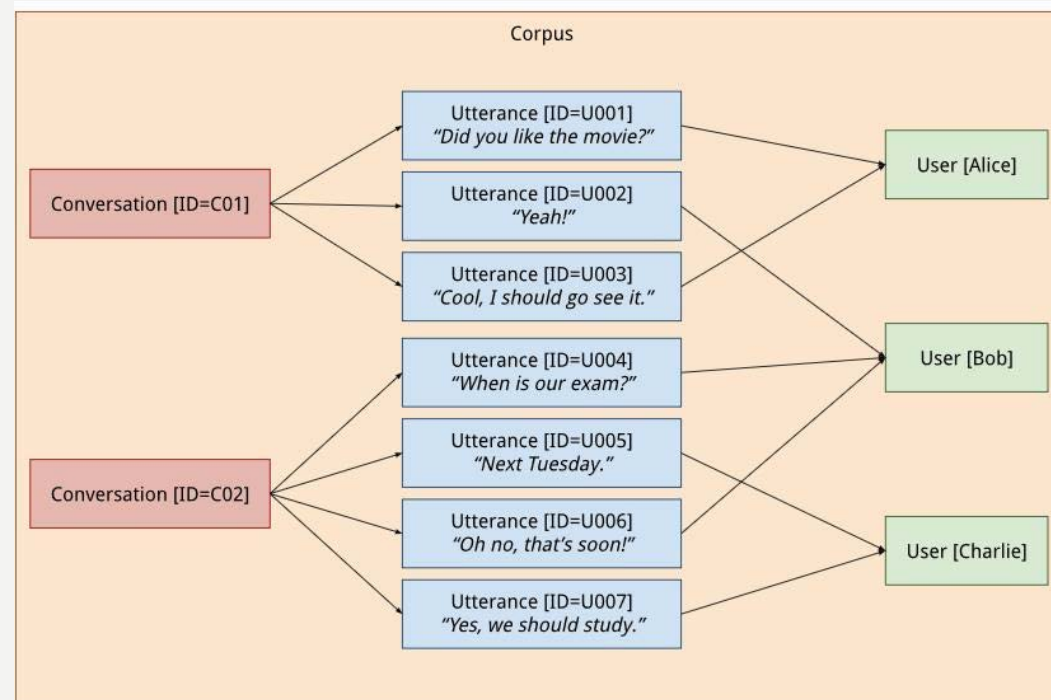 Corpus
Conversation [ID=C01]
Utterance [ID=U001]
“Did you like the movie?”
Utterance [ID=U002]
“Yeah!”
Utterance [ID=U003]
“Cool, I should go see it.”
Conversation [ID=C02]
Utterance [ID=U004]
“When is our exam?”
Utterance [ID=U005]
“Next Tuesday.”
Utterance [ID=U006]
“Oh no, that’s soon!”
Utterance [ID=U007]
“Yes, we should study.”
User [Alice]
User [Bob]
User [Charlie]